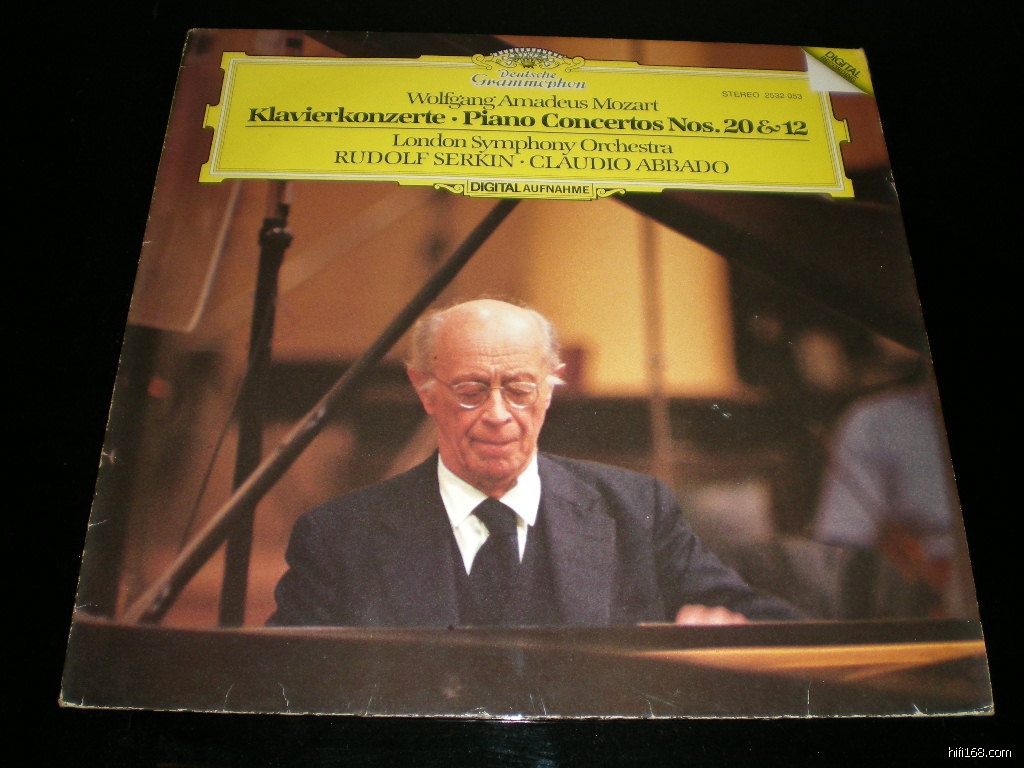 Deutsche
Grammophon
DIGITAL
STEREO 2532 053
Wolfgang Amadeus Mozart
Klavierkonzerte · Piano Concertos Nos. 20 & 12
London Symphony Orchestra
RUDOLF SERKIN · CLAUDIO ABBADO
DIGITAL AUFNAHME
hifi168.com